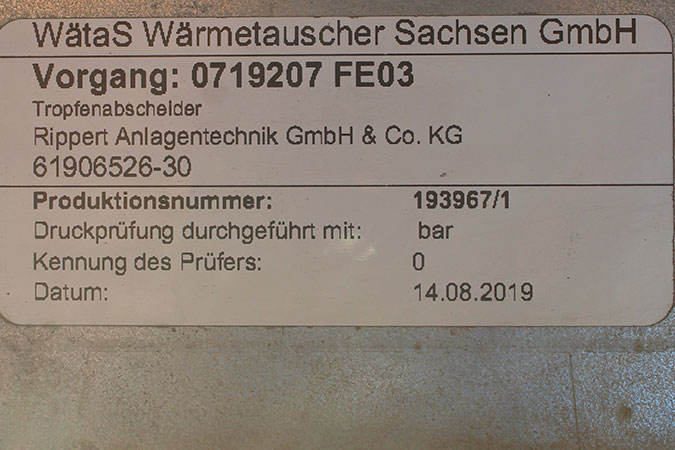 WätaS Wärmetauscher Sachsen GmbH
Vorgang: 0719207 FE03
Tropfenabscheider
Rippert Anlagentechnik GmbH & Co. KG
61906526-30
Produktionsnummer: 193967/1
Druckprüfung durchgeführt mit: bar
Kennung des Prüfers: 0
Datum: 14.08.2019